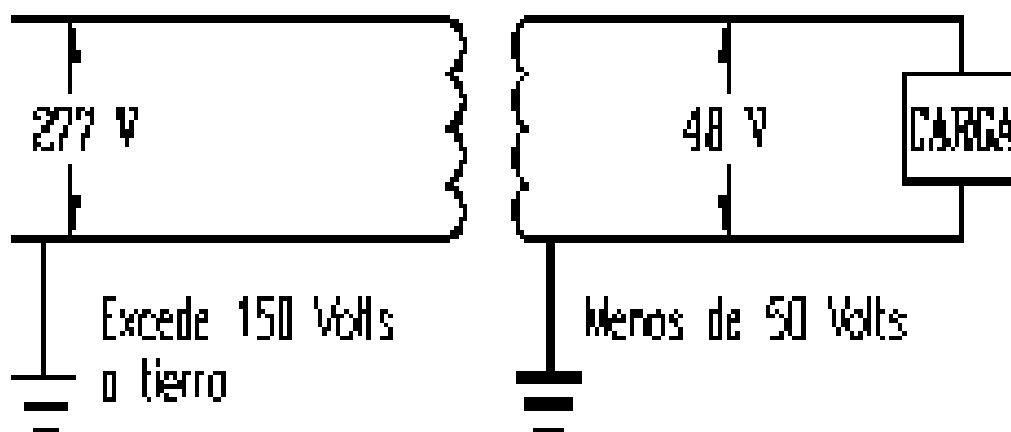 277 V
48 V
CARGA
Excede 150 Volts
a tierra
Menos de 50 Volts